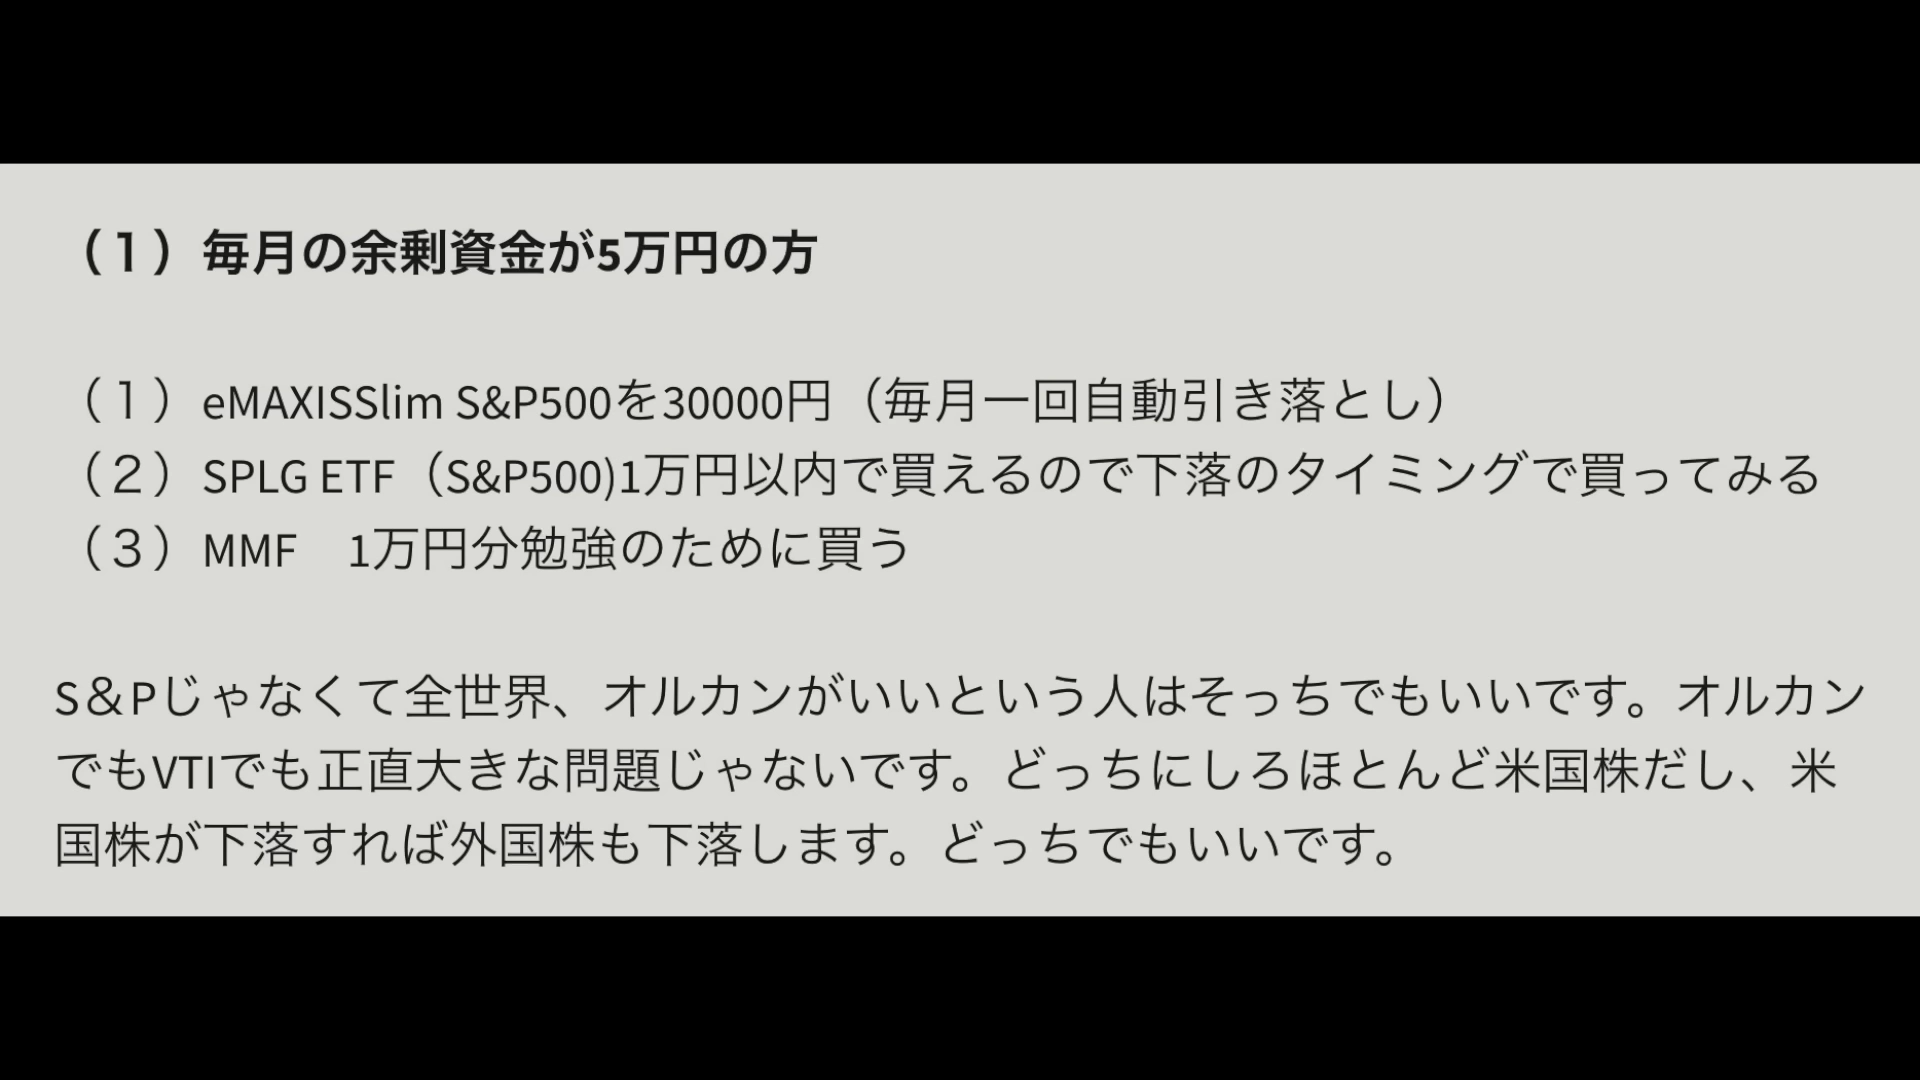 （１）毎月の余剰資金が5万円の方
（１）eMAXISSlim S&P500を30000円（毎月一回自動引き落とし）
（２）SPLG ETF（S&P500)1万円以内で買えるので下落のタイミングで買ってみる
（３）MMF　1万円分勉強のために買う
S＆Pじゃなくて全世界、オルカンがいいという人はそっちでもいいです。オルカン
でもVTIでも正直大きな問題じゃないです。どっちにしろほとんど米国株だし、米
国株が下落すれば外国株も下落します。どっちでもいいです。